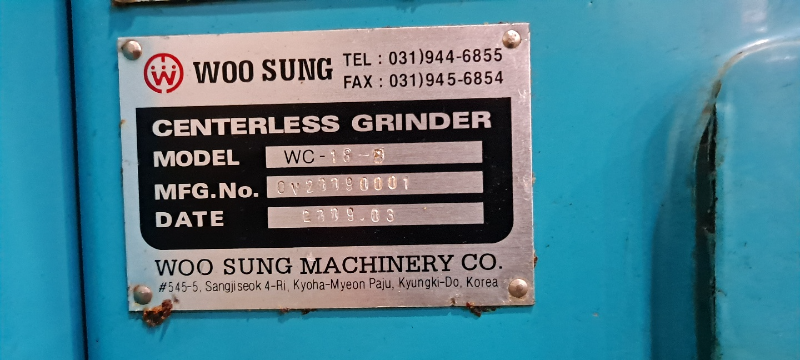 WOO SUNG
TEL : 031)944-6855
FAX : 031)945-6854
CENTERLESS GRINDER
MODEL WC-
MFG.No.
DATE
WOO SUNG MACHINERY CO.
#545-5. Sangjiseok 4-Ri, Kyoha-Myeon Paju, Kyungki-Do, Korea